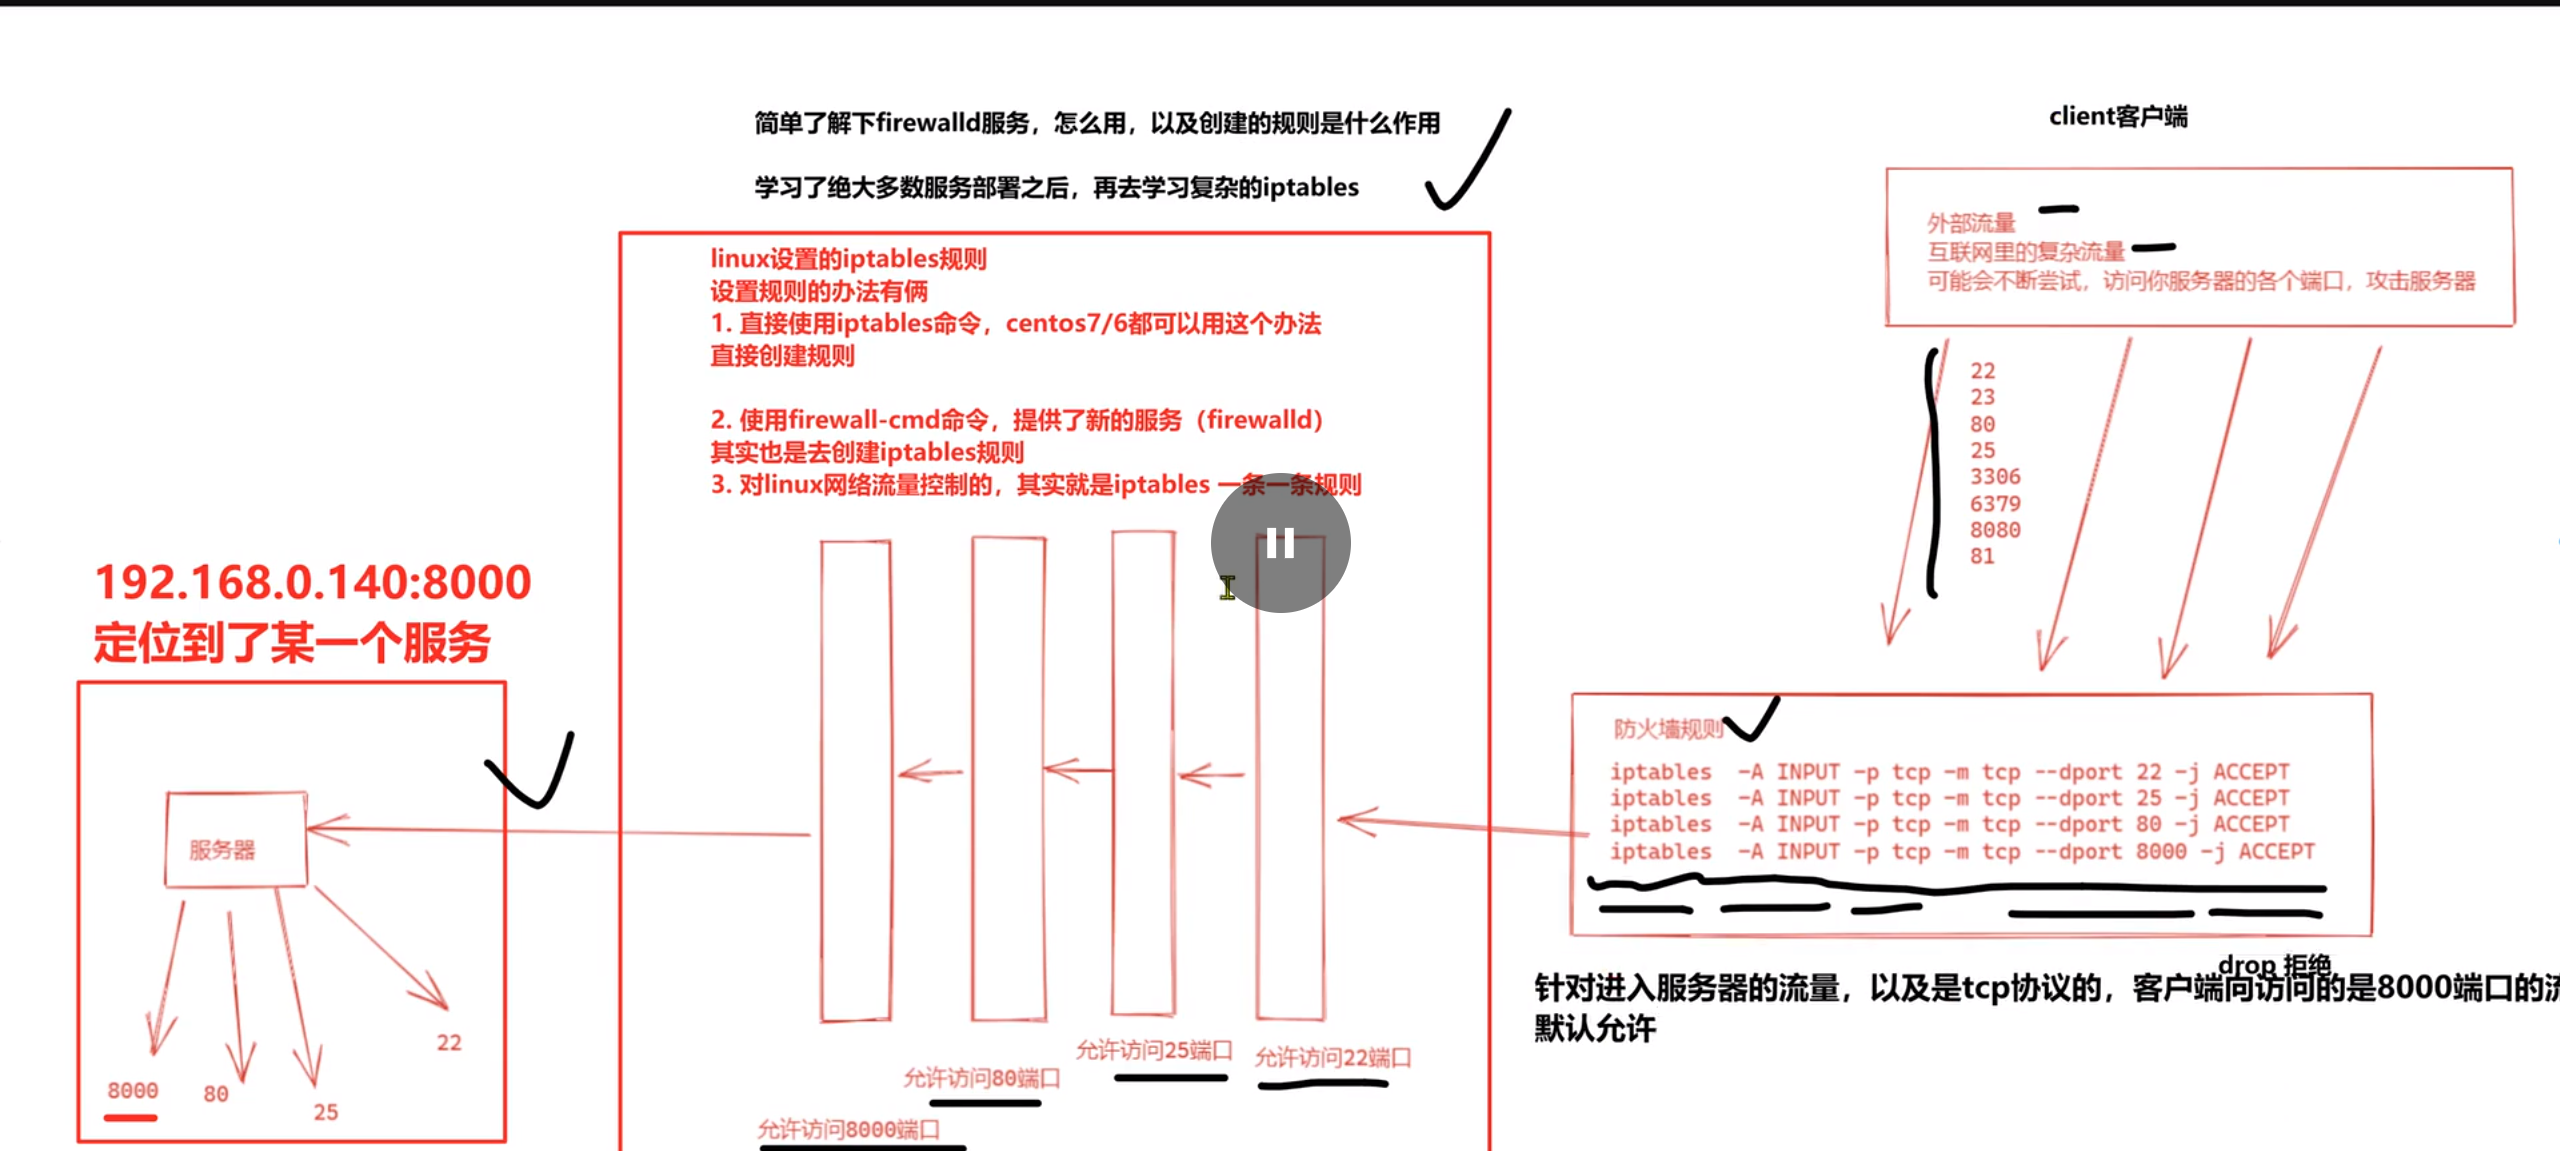 简单了解下firewalld服务，怎么用，以及创建的规则是什么作用
学习了绝大多数服务部署之后，再去学习复杂的iptables
client客户端
外部流量
互联网里的复杂流量
可能会不断尝试，访问你服务器的各个端口，攻击服务器
linux设置的iptables规则
设置规则的办法有俩
1. 直接使用iptables命令，centos7/6都可以用这个办法
直接创建规则
2. 使用firewall-cmd命令，提供了新的服务（firewalld）
其实也是去创建iptables规则
3. 对linux网络流量控制的，其实就是iptables 一条一条规则
22
23
80
25
3306
6379
8080
81
192.168.0.140:8000
定位到了某一个服务
服务器
8000
80
25
22
防火墙规则
iptables -A INPUT -p tcp -m tcp --dport 22 -j ACCEPT
iptables -A INPUT -p tcp -m tcp --dport 25 -j ACCEPT
iptables -A INPUT -p tcp -m tcp --dport 80 -j ACCEPT
iptables -A INPUT -p tcp -m tcp --dport 8000 -j ACCEPT
drop 拒绝
针对进入服务器的流量，以及是tcp协议的，客户端向访问的是8000端口的流
默认允许
允许访问22端口
允许访问25端口
允许访问80端口
允许访问8000端口